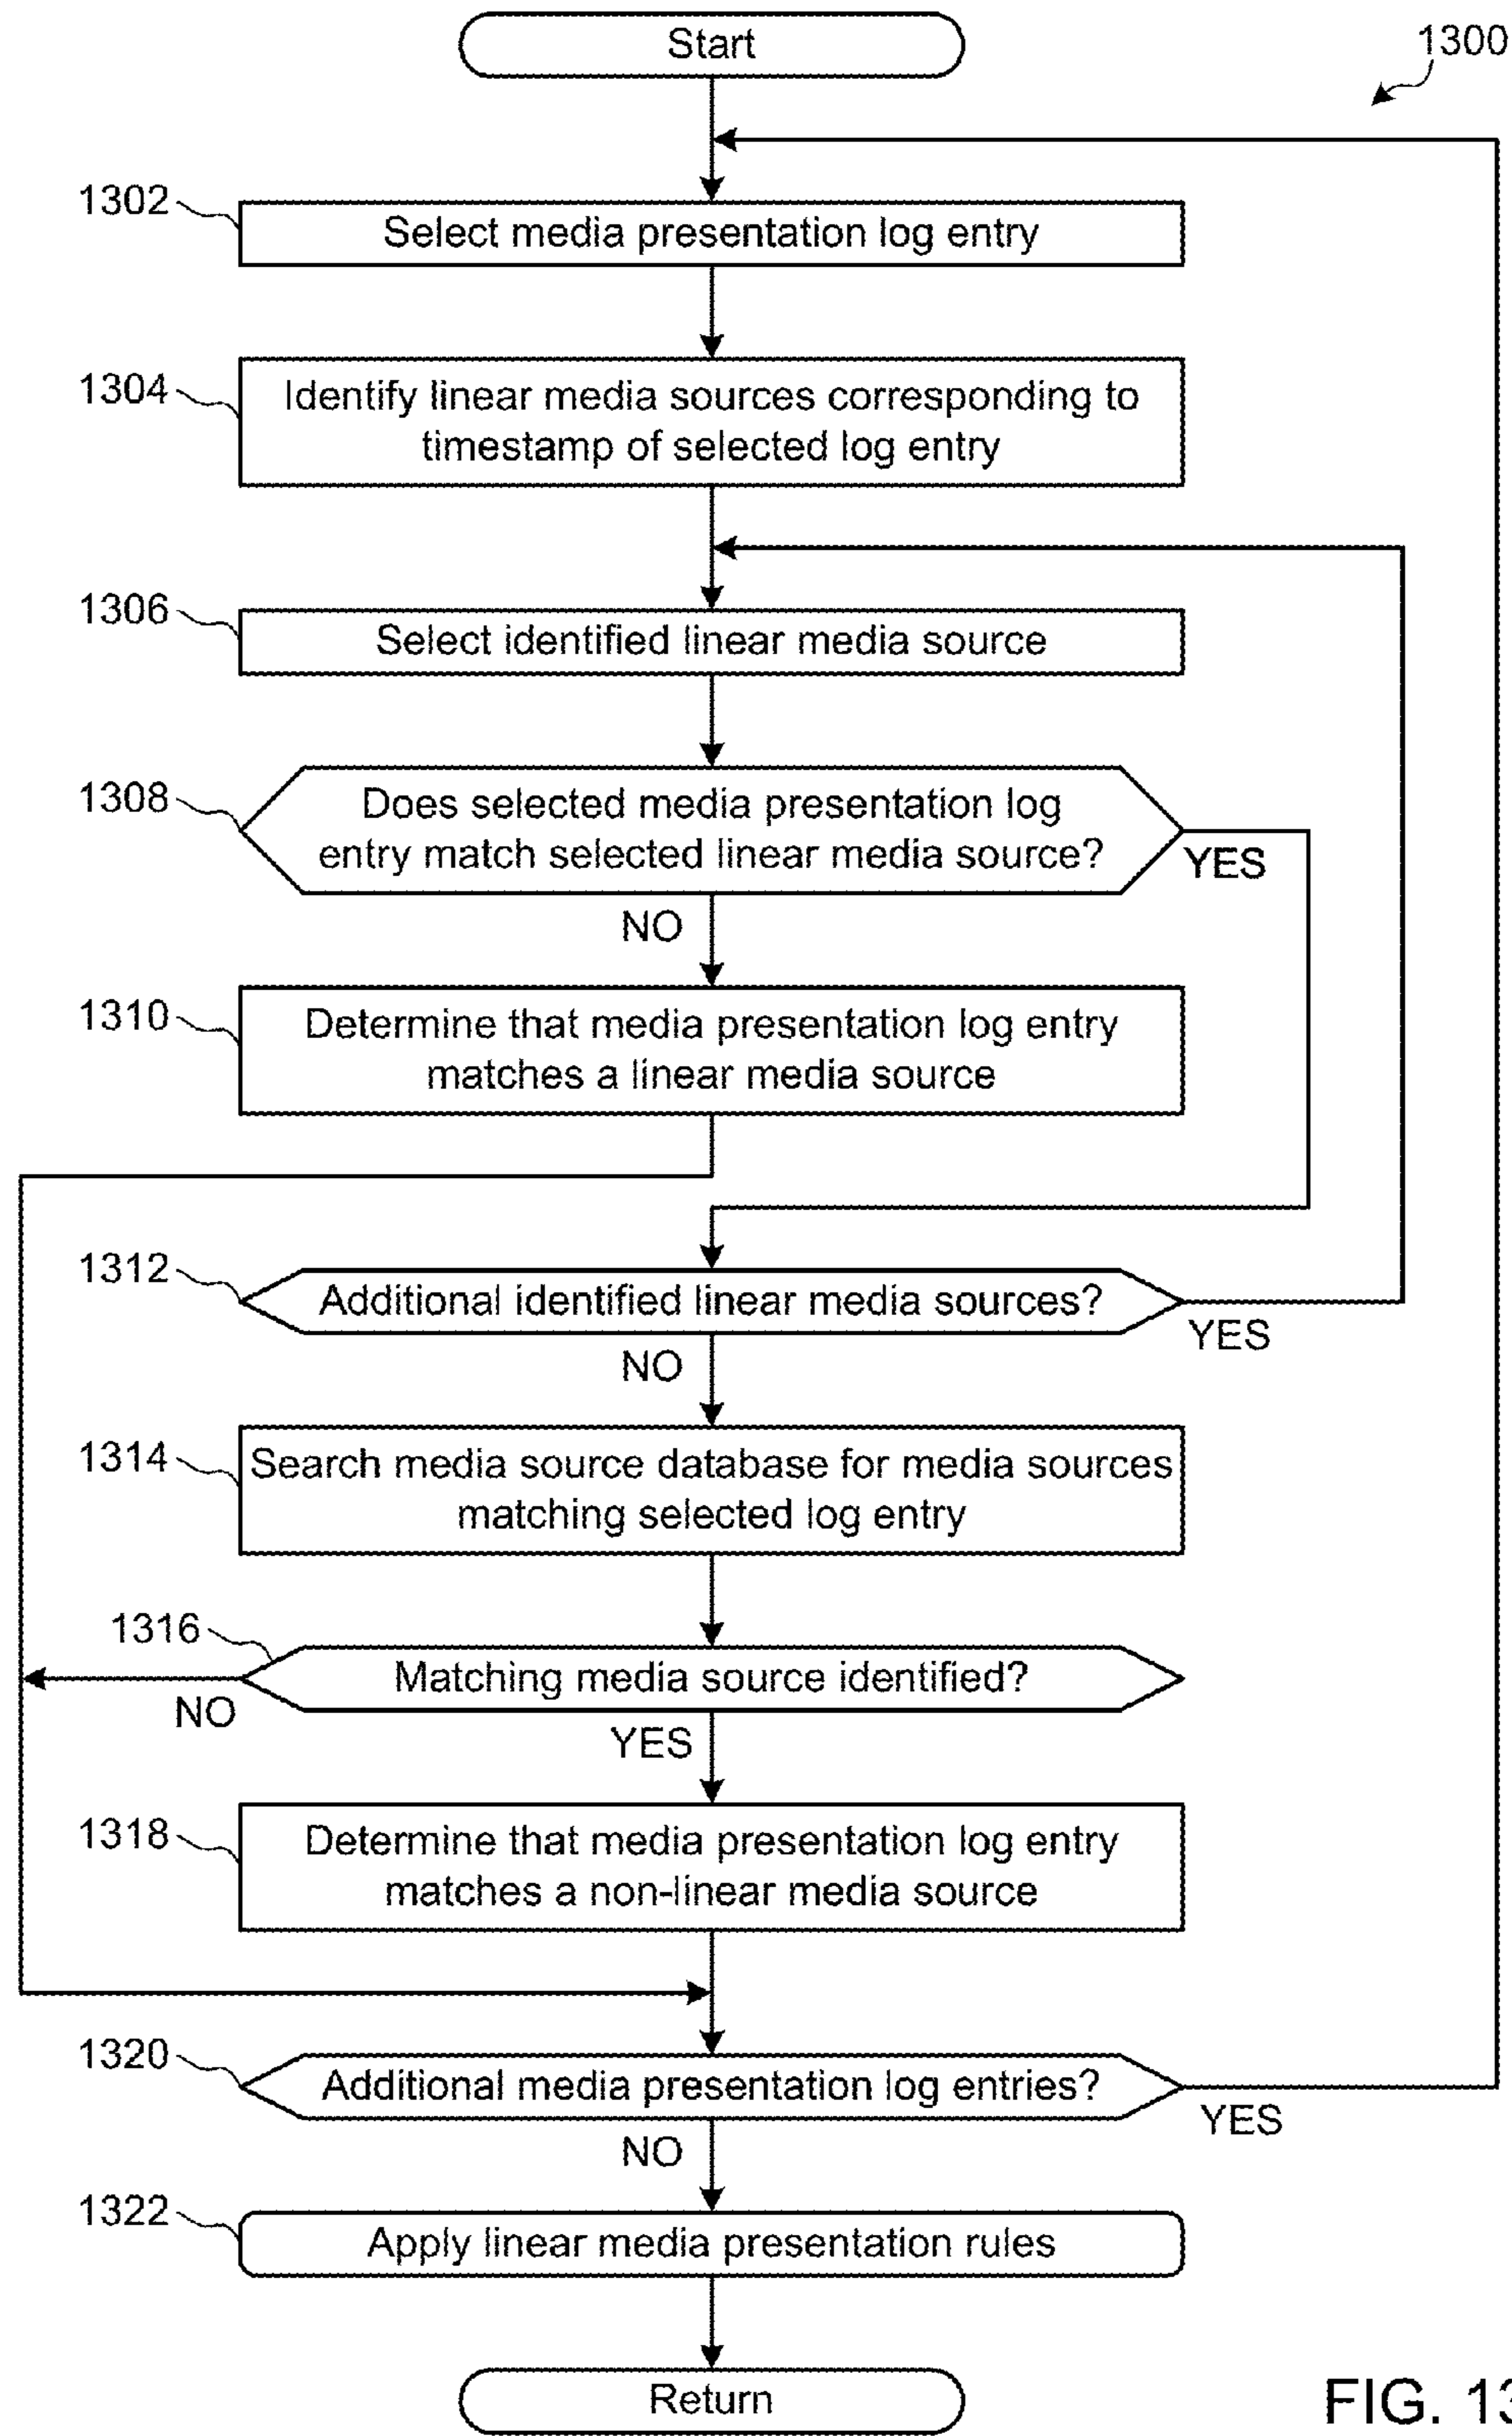 Start
1300
1302
Select media presentation log entry
1304
Identify linear media sources corresponding to
timestamp of selected log entry
1306
Select identified linear media source
1308
Does selected media presentation log
entry match selected linear media source?
YES
NO
1310
Determine that media presentation log entry
matches a linear media source
1312
Additional identified linear media sources?
YES
NO
1314
Search media source database for media sources
matching selected log entry
1316
Matching media source identified?
NO
YES
1318
Determine that media presentation log entry
matches a non-linear media source
1320
Additional media presentation log entries?
YES
NO
1322
Apply linear media presentation rules
Return
FIG. 13